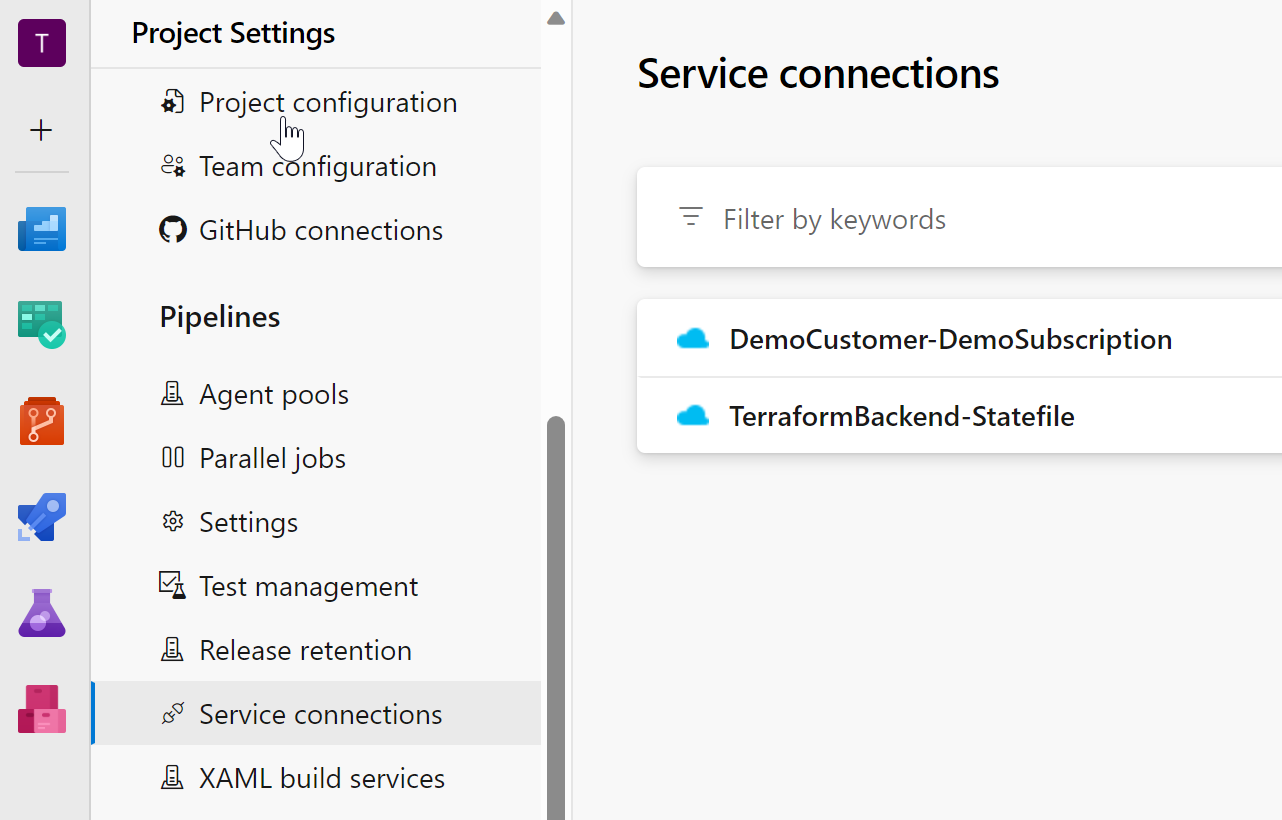 T
Project Settings
Project configuration
Team configuration
GitHub connections
Pipelines
Agent pools
Parallel jobs
Settings
Test management
Release retention
Service connections
XAML build services
Service connections
Filter by keywords
DemoCustomer-DemoSubscription
TerraformBackend-Statefile